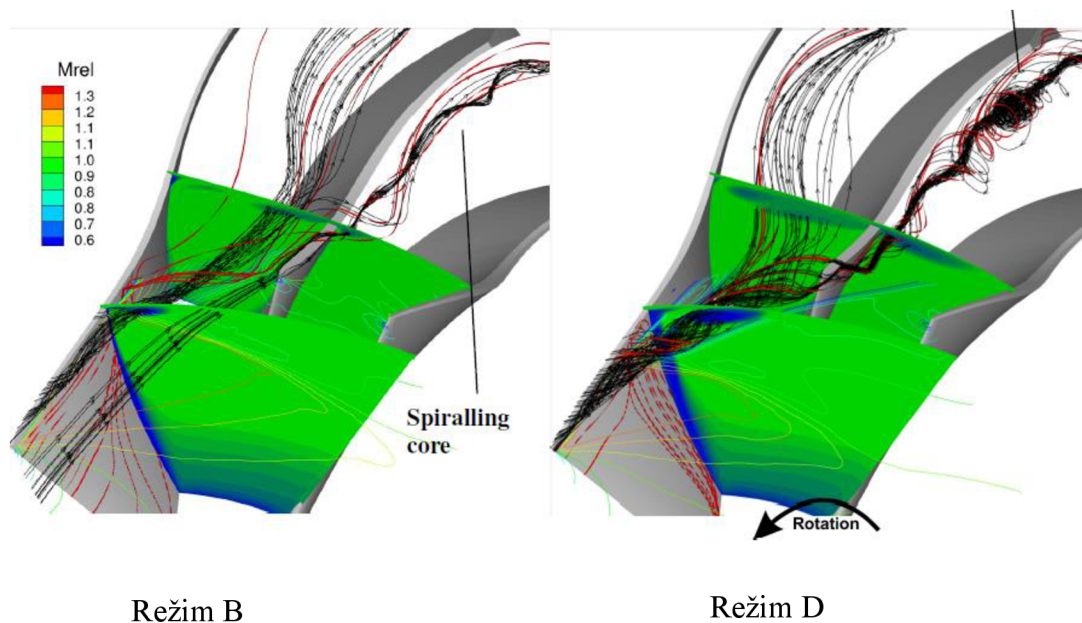 Mrel
1.3
1.2
1.1
1.1
1.0
0.9
0.8
0.8
0.7
0.6
Spiralling
core
Rotation
Režim B
Režim D